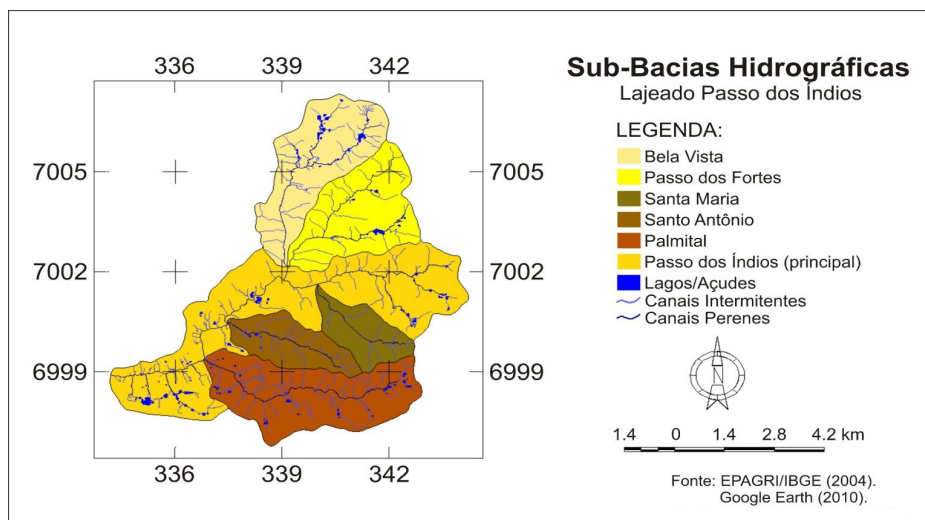 336 339 342
7005 7005
7002 7002
6999 6999
336 339 342
Sub-Bacias Hidrográficas
Lajeado Passo dos Índios
LEGENDA:
Bela Vista
Passo dos Fortes
Santa Maria
Santo Antônio
Palmital
Passo dos Índios (principal)
Lagos/Açudes
Canais Intermitentes
Canais Perenes
N
1.4 0 1.4 2.8 4.2 km
Fonte: EPAGRI/IBGE (2004).
Google Earth (2010).